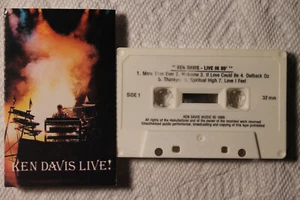 KEN DAVIS LIVE!
" KEN DAVIS - LIVE IN 89' "
1. More Than Ever 2. Welcome 3. If Love Could Be 4. Outback Oz
5. Thankyou 6. Spiritual High 7. Love I Feel
SIDE 1
32 min
KEN DAVIS MUSIC © 1989
All rights of the manufacturer and of the owner of the recorded work reserved
Unauthorised public performance, broadcasting and copying of this tape prohibited